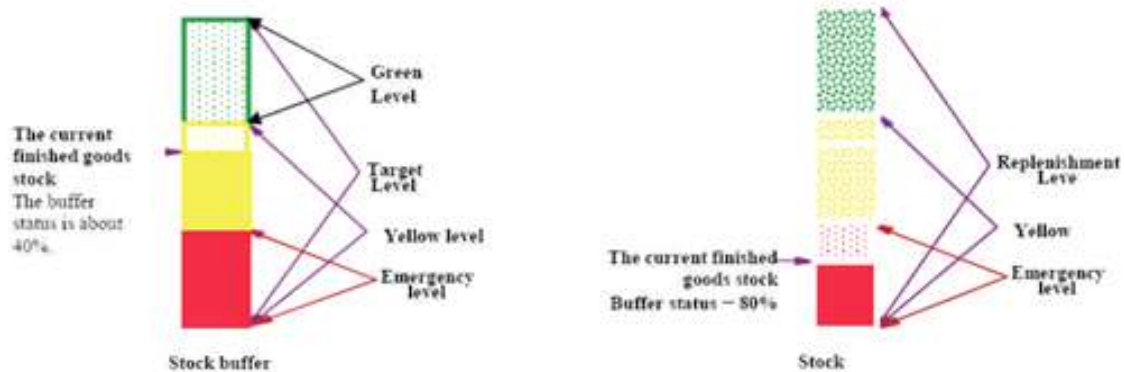 Green
Level
The current
finished goods
stock
The buffer
status is about
40%.
Target
Level
Yellow level
Emergency
level
Stock buffer
Replenishment
Leve
Yellow
The current finished
goods stock
Buffer status – 80%
Emergency
level
Stock